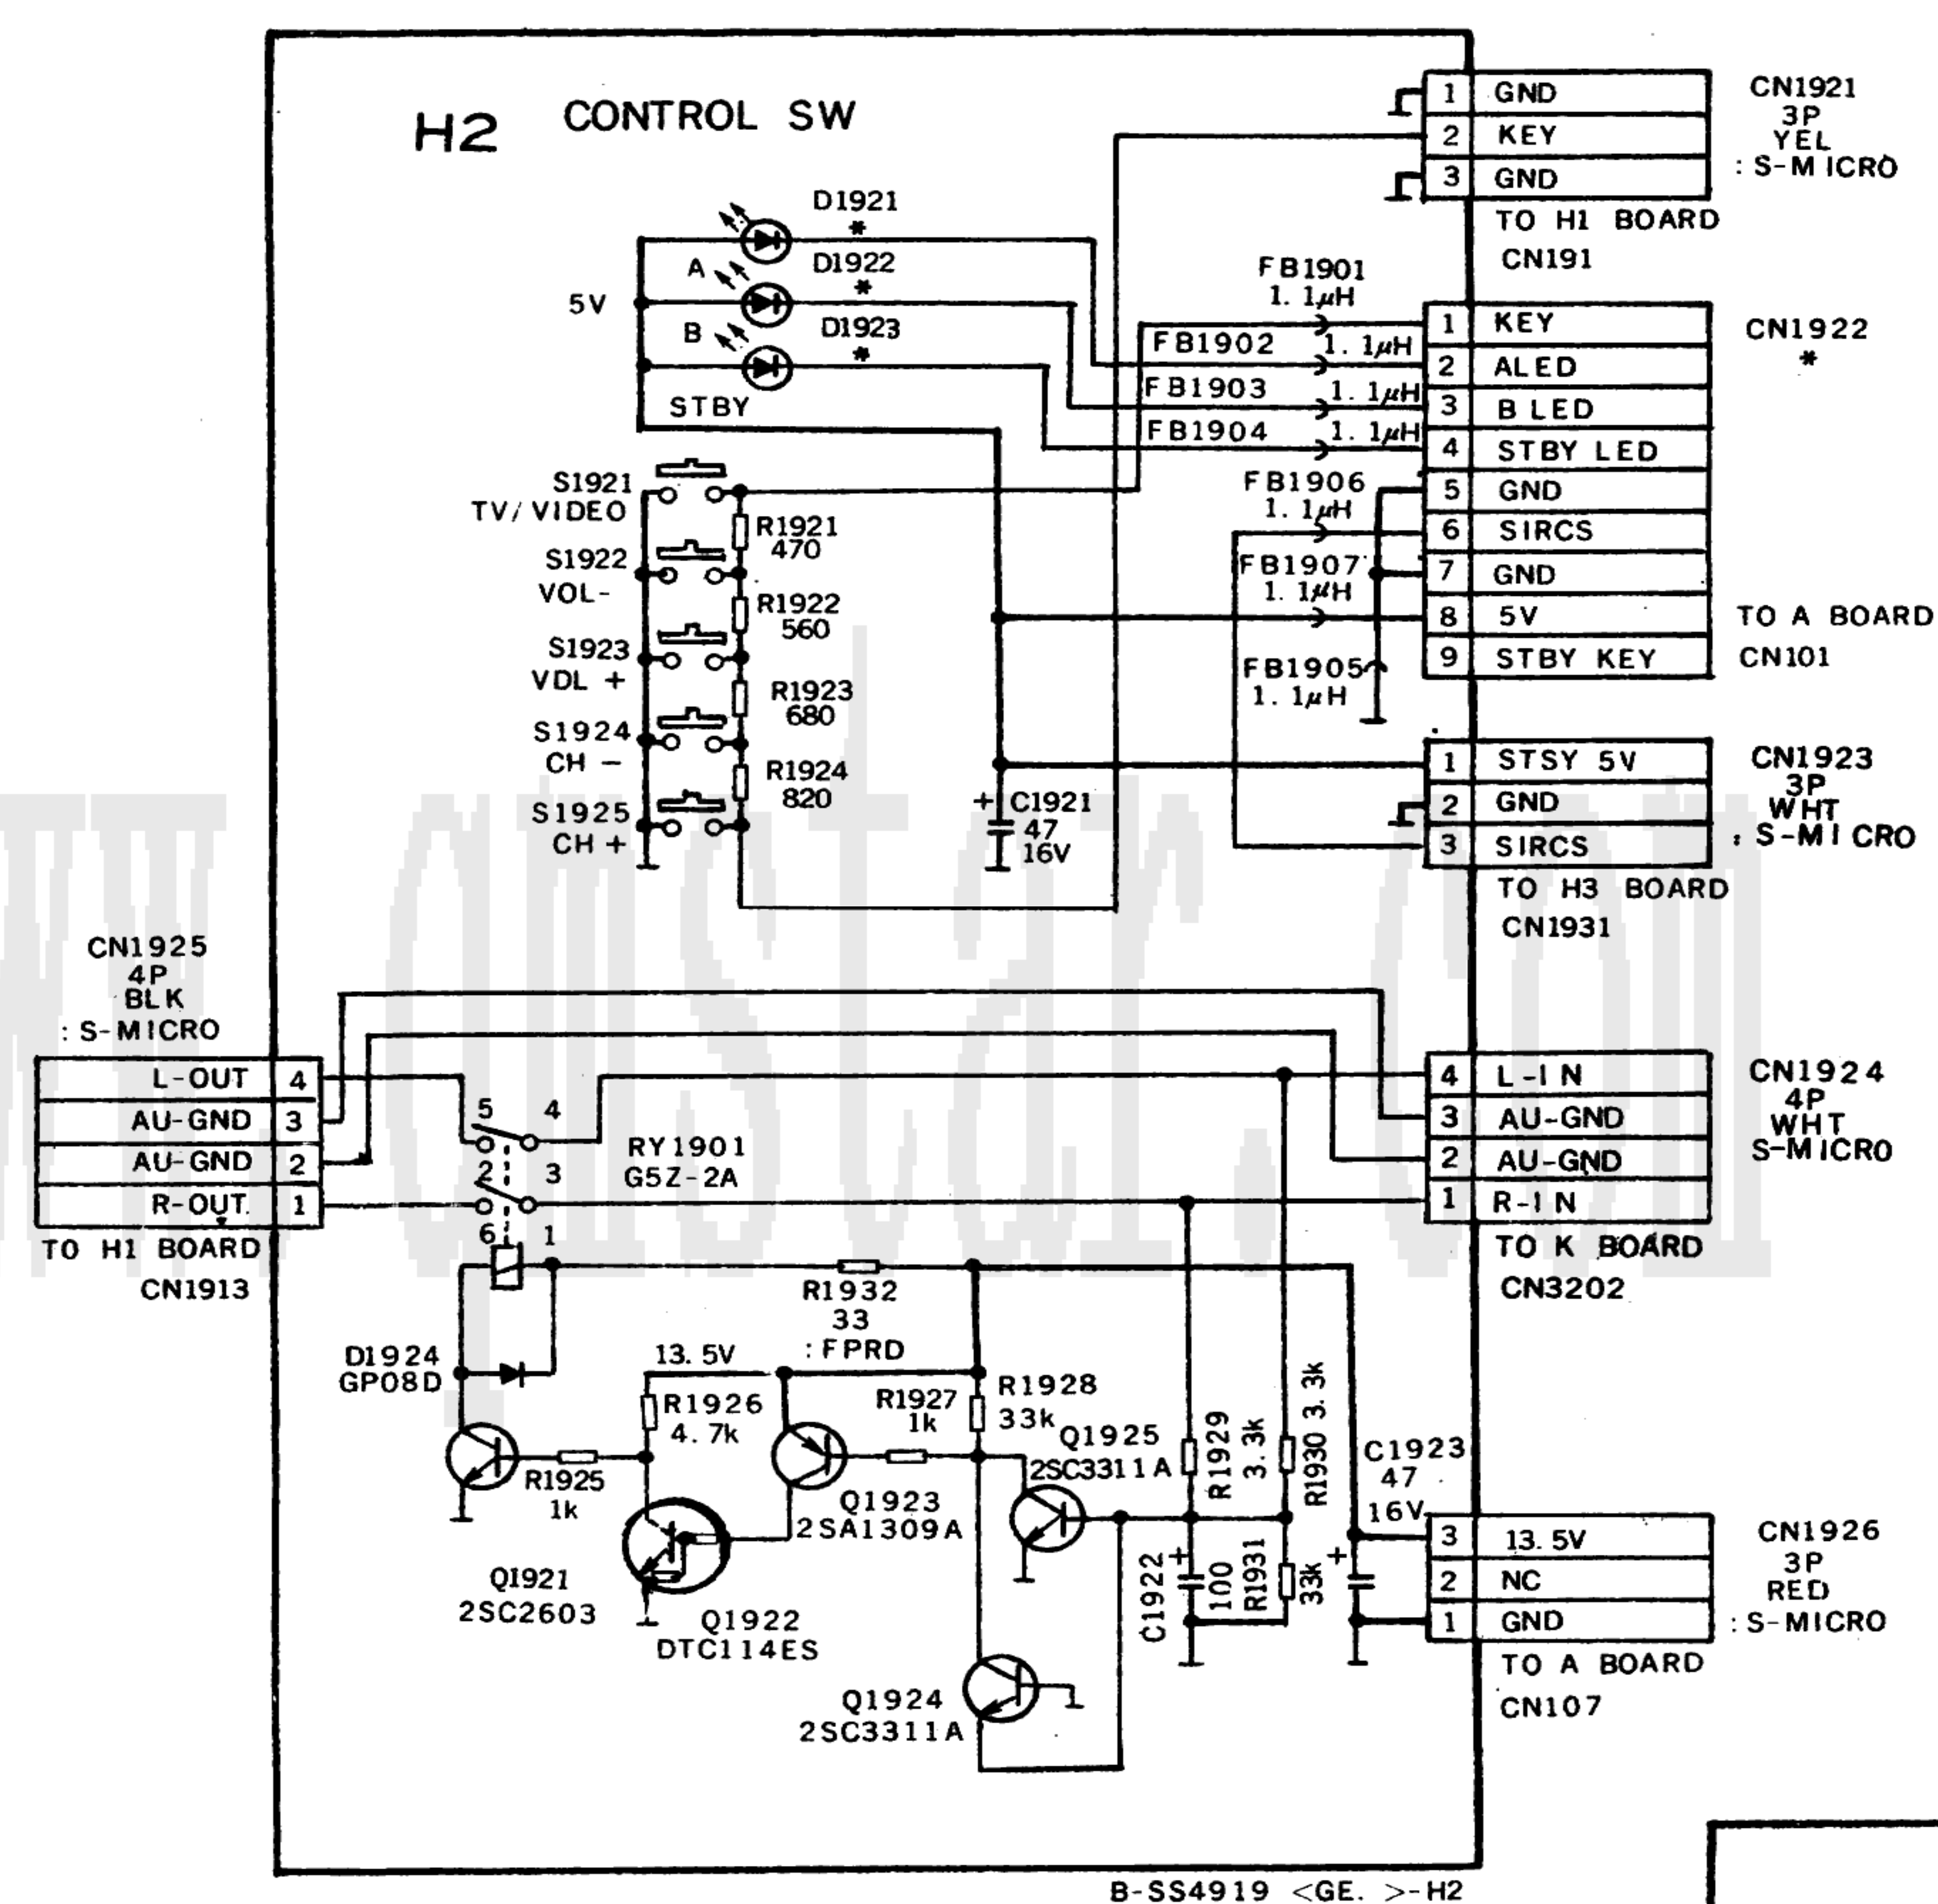 H2 CONTROL SW
1 GND
2 KEY
3 GND
CN1921
3P
YEL
: S-MICRO
TO H1 BOARD
CN191
D1921
*
A
D1922
*
5V
B
D1923
*
STBY
FB1901
1. 1µH
FB1902 1. 1µH
FB1903 1. 1µH
FB1904 1. 1µH
FB1906
1. 1µH
FB1907
1. 1µH
FB1905
1. 1µH
1 KEY
2 ALED
3 B LED
4 STBY LED
5 GND
6 SIRCS
7 GND
8 5V
9 STBY KEY
CN1922
*
TO A BOARD
CN101
S1921
TV/VIDEO
R1921
470
S1922
VOL-
R1922
560
S1923
VDL +
R1923
680
S1924
CH -
R1924
820
S1925
CH +
+ C1921
47
16V
1 STSY 5V
2 GND
3 SIRCS
CN1923
3P
WHT
: S-MICRO
TO H3 BOARD
CN1931
CN1925
4P
BLK
: S-MICRO
L-OUT 4
AU-GND 3
AU-GND 2
R-OUT. 1
TO H1 BOARD
CN1913
5 4
2 3
6 1
RY1901
G5Z-2A
4 L-IN
3 AU-GND
2 AU-GND
1 R-IN
CN1924
4P
WHT
S-MICRO
TO K BOARD
CN3202
R1932
33
: FPRD
D1924
GP08D
13. 5V
R1926
4. 7k
R1927
1k
R1928
33k
Q1925
2SC3311A
R1929
3.3k
R1930 3. 3k
C1923
47
16V
+
R1925
1k
Q1923
2SA1309A
Q1921
2SC2603
Q1922
DTC114ES
C1922
+
100
R1931
33k
Q1924
2SC3311A
3 13. 5V
2 NC
1 GND
CN1926
3P
RED
: S-MICRO
TO A BOARD
CN107
B-SS4919 <GE. >-H2